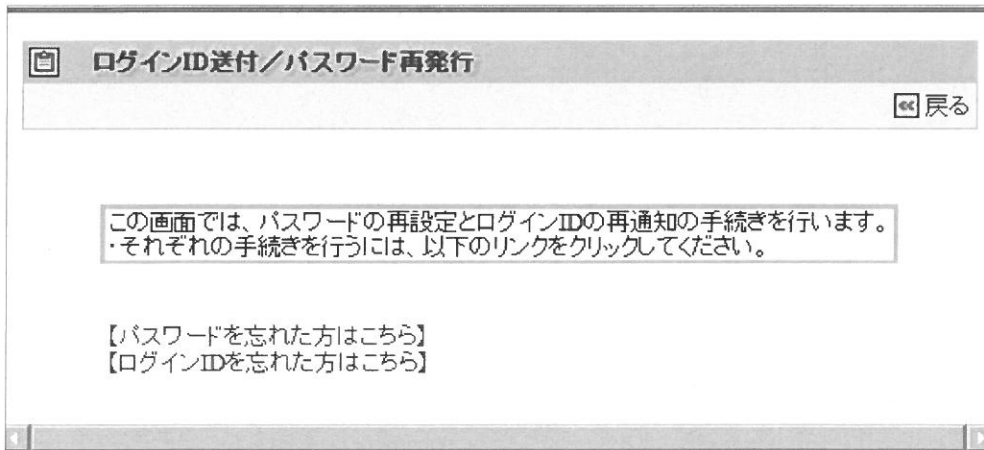 ログインID送付／パスワード再発行
戻る
この画面では、パスワードの再設定とログインIDの再通知の手続きを行います。
・それぞれの手続きを行うには、以下のリンクをクリックしてください。
【パスワードを忘れた方はこちら】
【ログインIDを忘れた方はこちら】